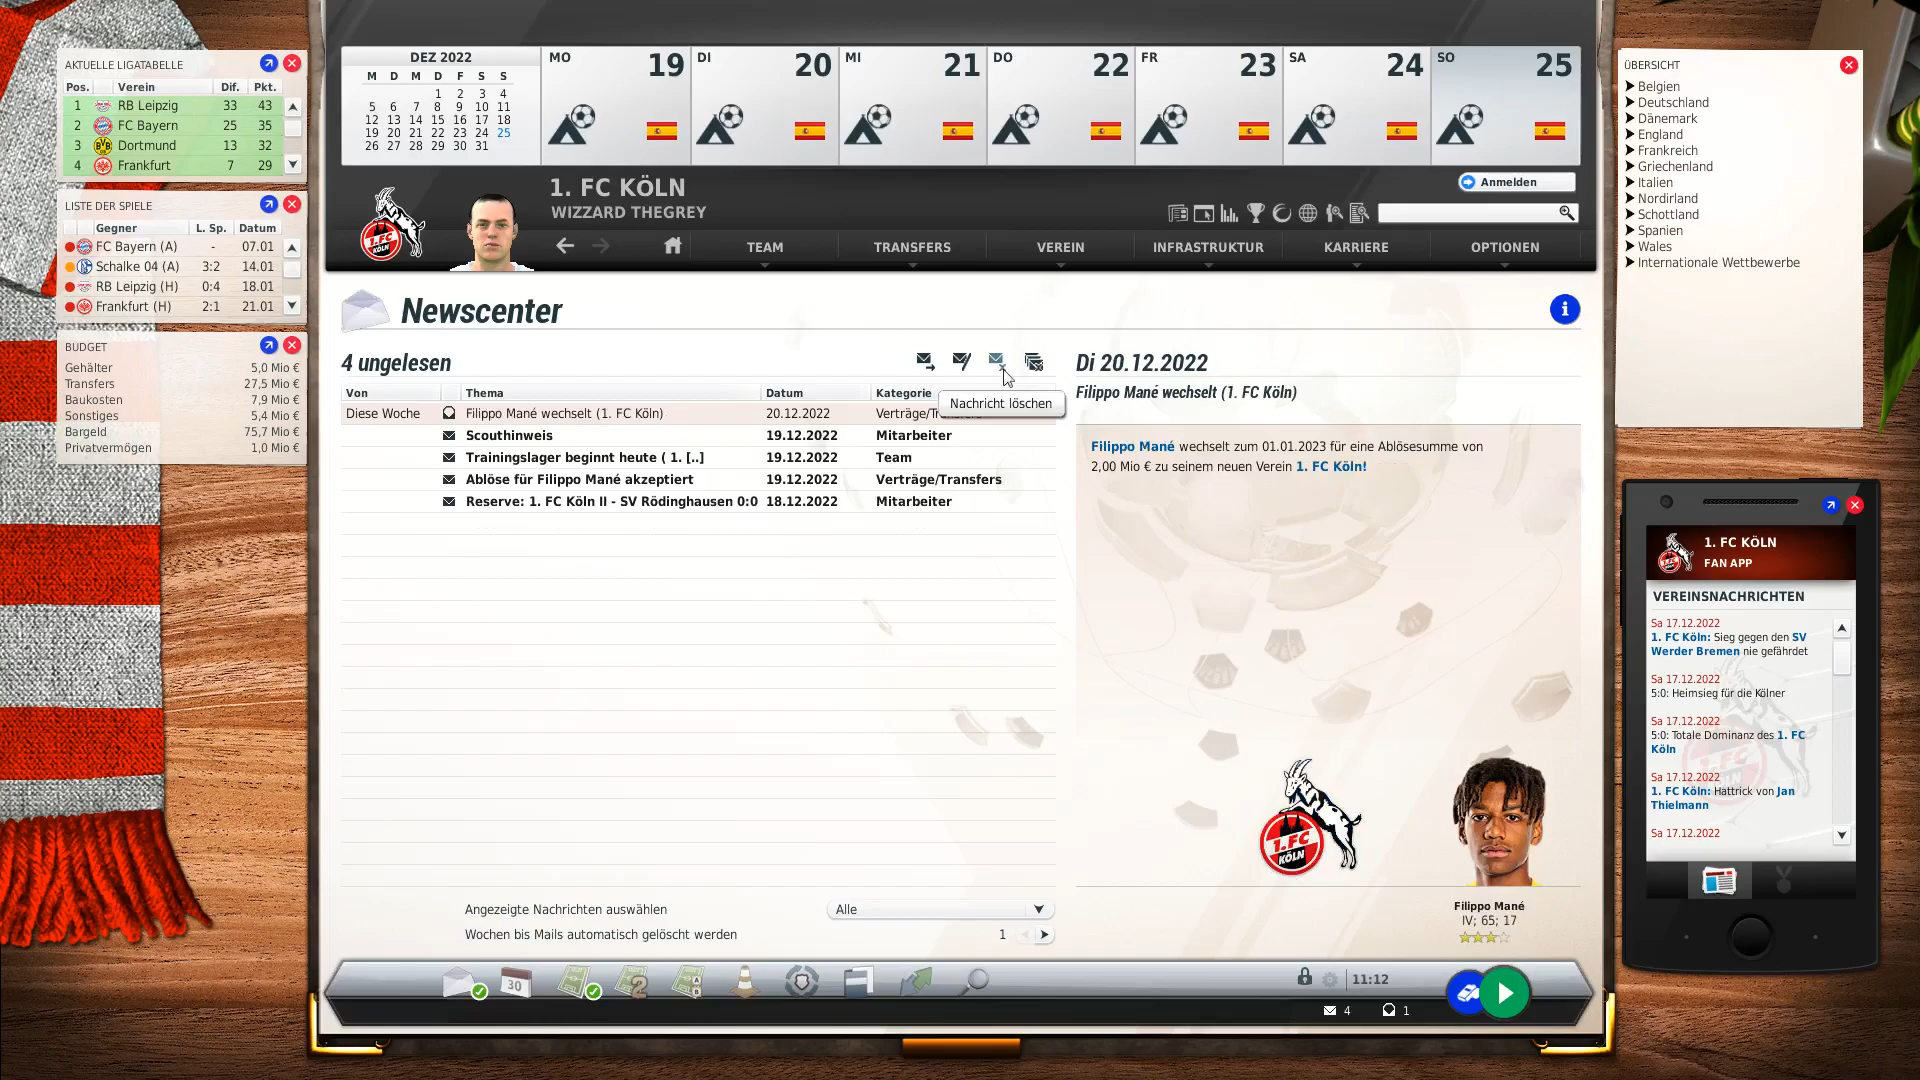 AKTUELLE LIGATABELLE
Pos. Verein Dif. Pkt.
1 RB Leipzig 33 43
2 FC Bayern 25 35
3 Dortmund 13 32
4 Frankfurt 7 29
LISTE DER SPIELE
Gegner L. Sp. Datum
FC Bayern (A) - 07.01
Schalke 04 (A) 3:2 14.01
RB Leipzig (H) 0:4 18.01
Frankfurt (H) 2:1 21.01
BUDGET
Gehälter 5,0 Mio €
Transfers 27,5 Mio €
Baukosten 7,9 Mio €
Sponstiges 5,4 Mio €
Bargeld 75,7 Mio €
Privatvermögen 1,0 Mio €
DEZ 2022
M D M D F S S
1 2 3 4
5 6 7 8 9 10 11
12 13 14 15 16 17 18
19 20 21 22 23 24 25
26 27 28 29 30 31
MO 19 DI 20 MI 21 DO 22 FR 23 SA 24 SO 25
1. FC KÖLN
WIZZARD THEGREY
Anmelden
1.FC KÖLN
TEAM TRANSFERS VEREIN INFRASTRUKTUR KARRIERE OPTIONEN
Newscenter
4 ungelesen
Von Thema Datum Kategorie
Nachricht löschen
Diese Woche Filippo Mané wechselt (1. FC Köln) 20.12.2022 Verträge/Tr
Scouthinweis 19.12.2022 Mitarbeiter
Trainingslager beginnt heute ( 1. [..] 19.12.2022 Team
Ablöse für Filippo Mané akzeptiert 19.12.2022 Verträge/Transfers
Reserve: 1. FC Köln II - SV Rödinghausen 0:0 18.12.2022 Mitarbeiter
Angezeigte Nachrichten auswählen Alle
Wochen bis Mails automatisch gelöscht werden 1
Di 20.12.2022
Filippo Mané wechselt (1. FC Köln)
Filippo Mané wechselt zum 01.01.2023 für eine Ablösesumme von
2,00 Mio € zu seinem neuen Verein 1. FC Köln!
1.FC
KÖLN
Filippo Mané
IV; 65; 17
30
2
11:12
4 1
ÜBERSICHT
Belgien
Deutschland
Dänemark
England
Frankreich
Griechenland
Italien
Nordirland
Schottland
Spanien
Wales
Internationale Wettbewerbe
1. FC KÖLN
FAN APP
VEREINSNACHRICHTEN
Sa 17.12.2022
1. FC Köln: Sieg gegen den SV
Werder Bremen nie gefährdet
Sa 17.12.2022
5:0: Heimsieg für die Kölner
Sa 17.12.2022
5:0: Totale Dominanz des 1. FC
Köln
Sa 17.12.2022
1. FC Köln: Hattrick von Jan
Thielmann
Sa 17.12.2022